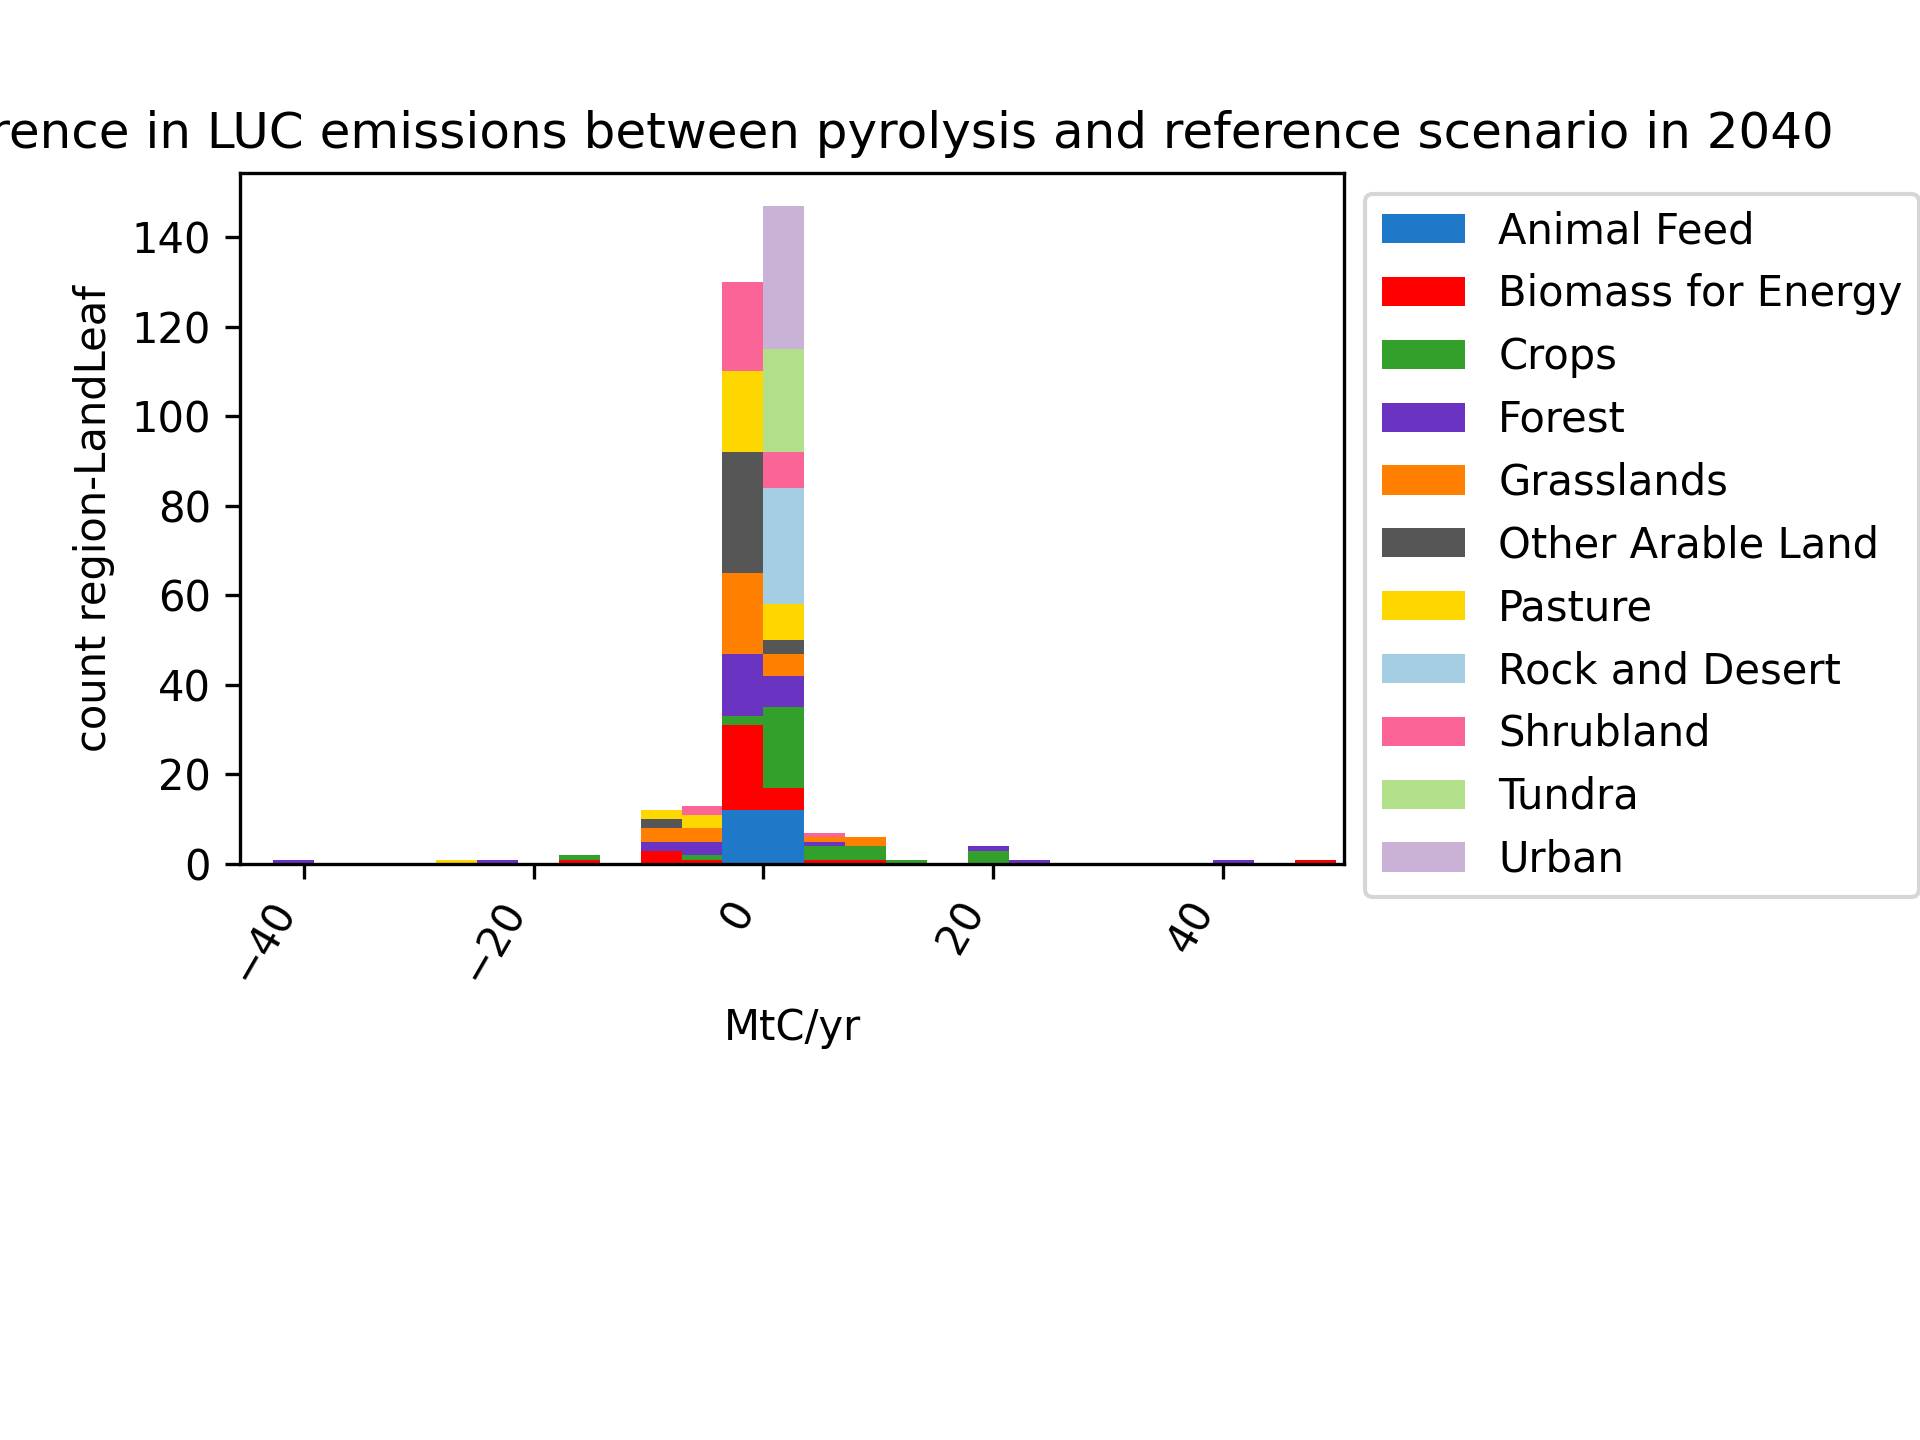 rence in LUC emissions between pyrolysis and reference scenario in 2040
count region-LandLeaf
140
120
100
80
60
40
20
0
−40
−20
0
20
40
MtC/yr
Animal Feed
Biomass for Energy
Crops
Forest
Grasslands
Other Arable Land
Pasture
Rock and Desert
Shrubland
Tundra
Urban